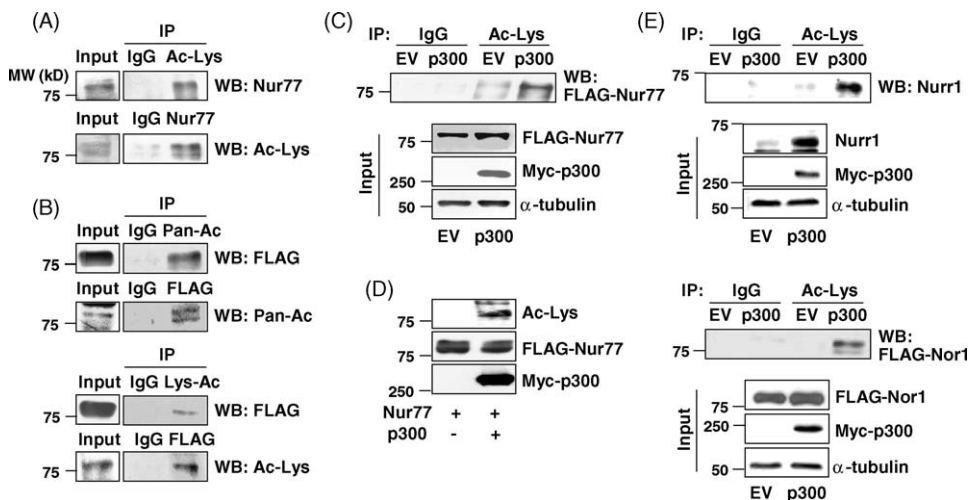 (A)
IP
Input IgG Ac-Lys
MW (kD)
75
WB: Nur77
Input IgG Nur77
75
WB: Ac-Lys
(B)
IP
Input IgG Pan-Ac
75
WB: FLAG
Input IgG FLAG
75
WB: Pan-Ac
IP
Input IgG Lys-Ac
75
WB: FLAG
Input IgG FLAG
75
WB: Ac-Lys
(C)
IP: IgG Ac-Lys
EV p300 EV p300
75
WB:
FLAG-Nur77
Input
75
FLAG-Nur77
250
Myc-p300
50
α-tubulin
EV p300
(D)
75
Ac-Lys
75
FLAG-Nur77
250
Myc-p300
Nur77 + +
p300 - +
(E)
IP: IgG Ac-Lys
EV p300 EV p300
75
WB: Nurr1
Input
75
Nurr1
250
Myc-p300
50
α-tubulin
EV p300
IP: IgG Ac-Lys
EV p300 EV p300
75
WB:
FLAG-Nor1
Input
75
FLAG-Nor1
250
Myc-p300
50
α-tubulin
EV p300